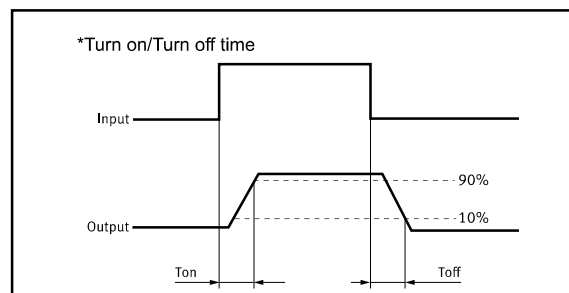 *Turn on/Turn off time
Input
90%
10%
Output
Ton
Toff